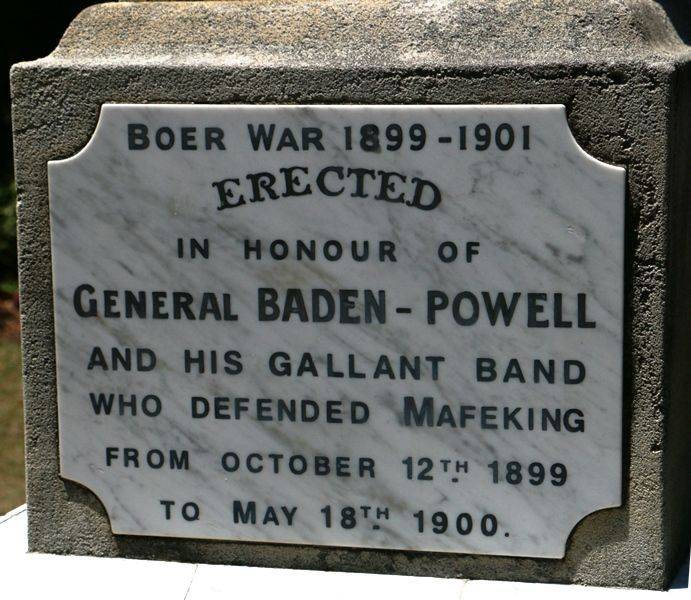 BOER WAR 1899-1901
ERECTED
IN HONOUR OF
GENERAL BADEN-POWELL
AND HIS GALLANT BAND
WHO DEFENDED MAFEKING
FROM OCTOBER 12TH. 1899
TO MAY 18TH. 1900.